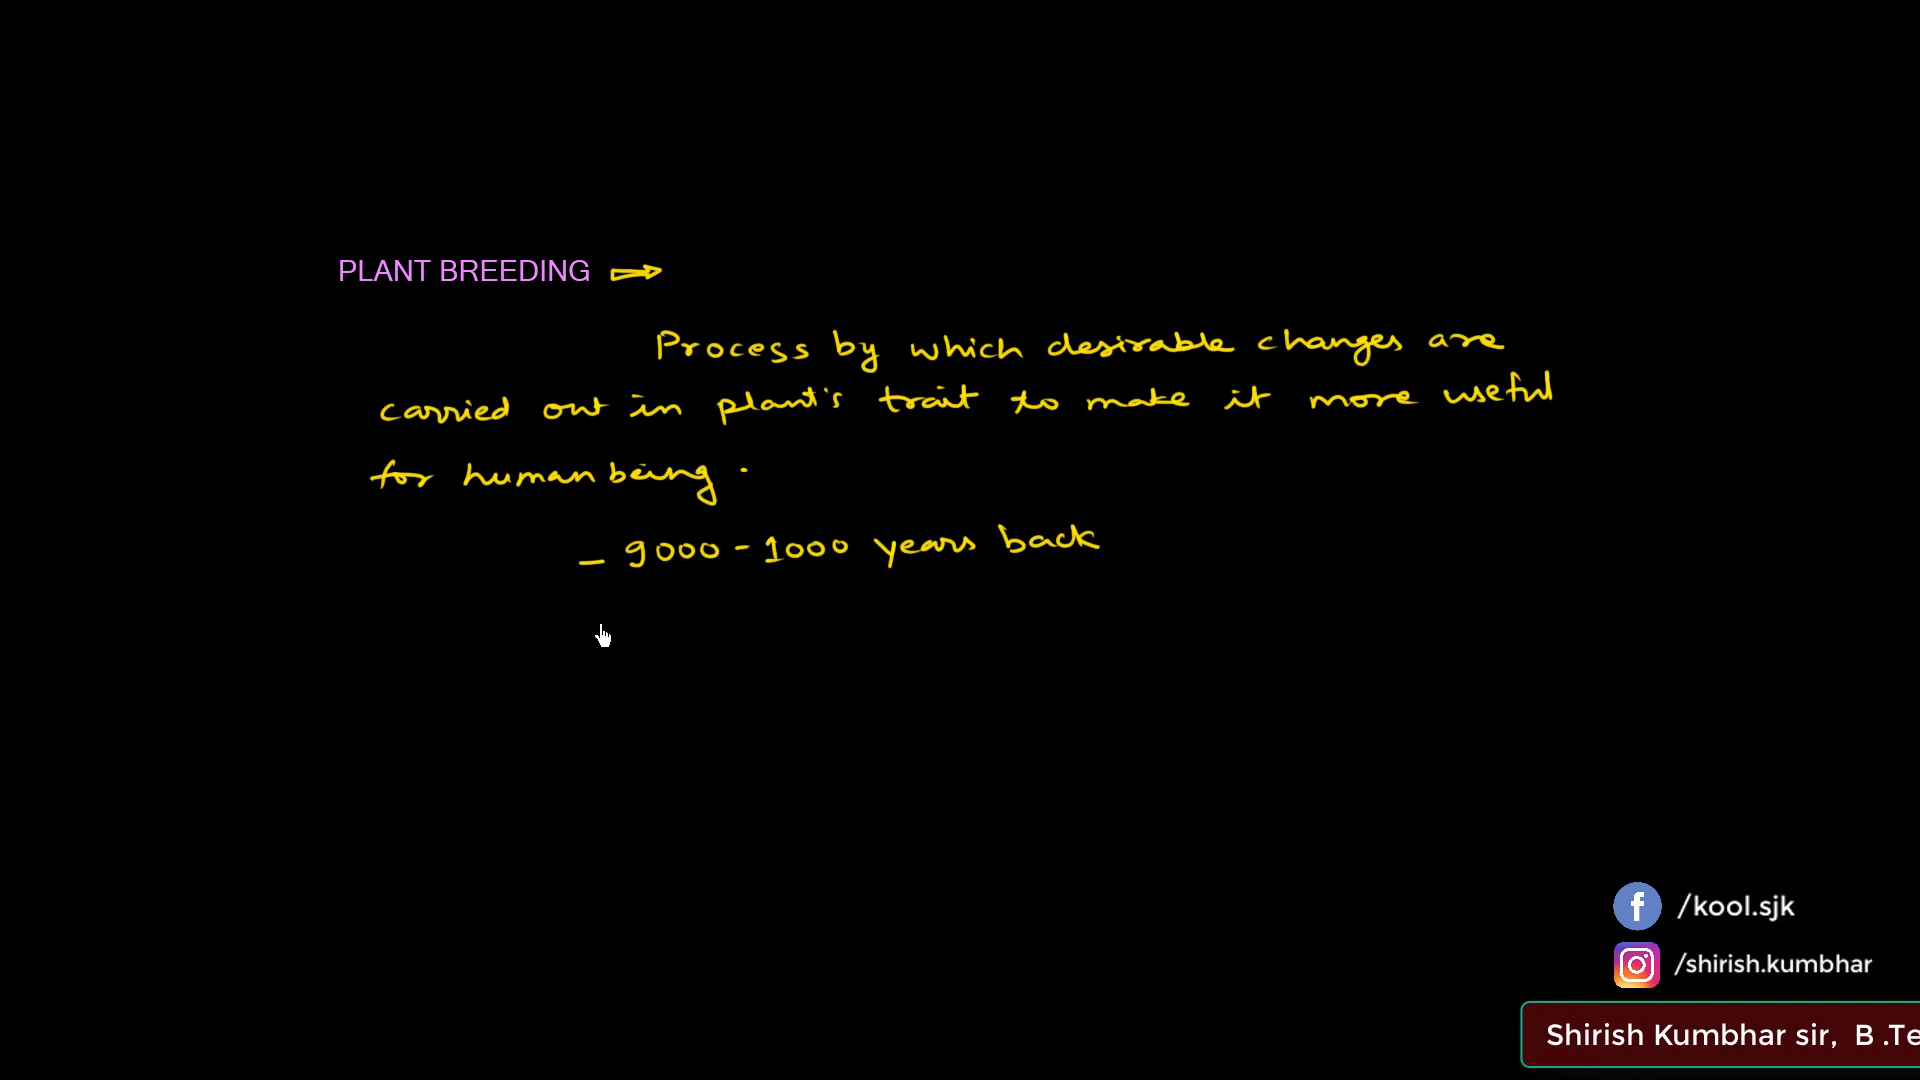 PLANT BREEDING
Process by which desirable changes are
carried out in plant's trait to make it more useful
for human being.
- 9000-1000 years back
/kool.sjk
/shirish.kumbhar
Shirish Kumbhar sir, B .Te